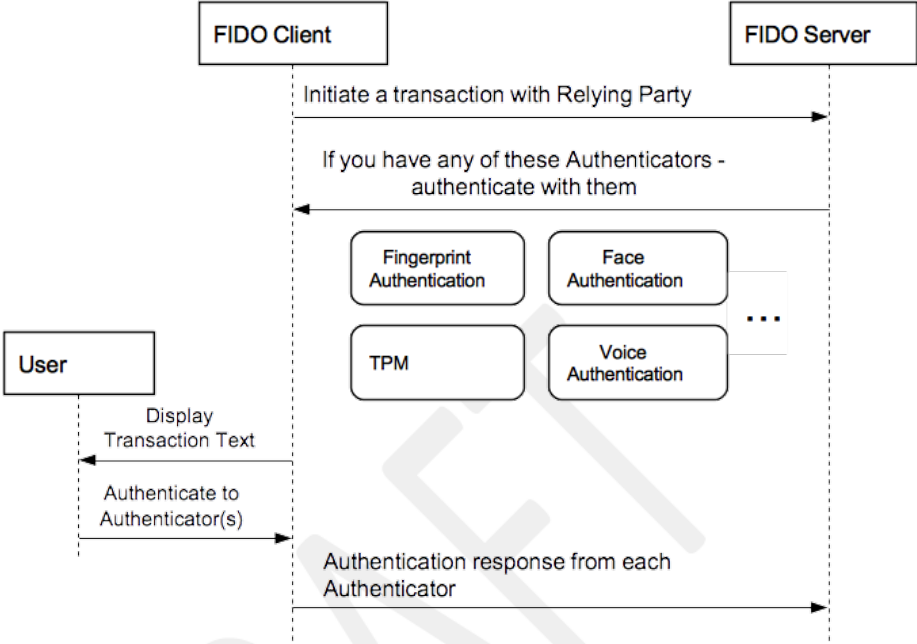 FIDO Client
FIDO Server
Initiate a transaction with Relying Party
If you have any of these Authenticators -
authenticate with them
Fingerprint
Authentication
Face
Authentication
...
TPM
Voice
Authentication
User
Display
Transaction Text
Authenticate to
Authenticator(s)
Authentication response from each
Authenticator
AFT